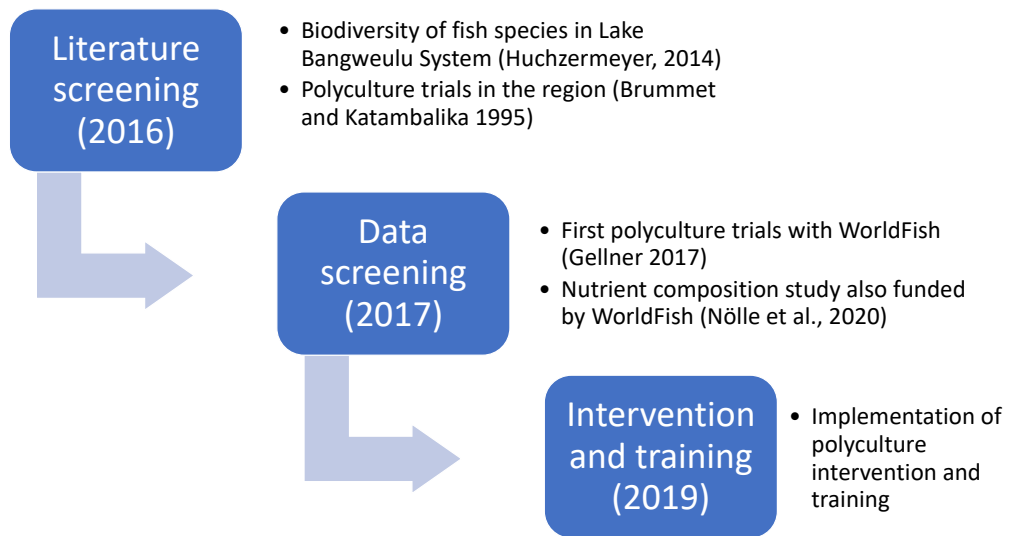 Literature
screening
(2016)
• Biodiversity of fish species in Lake
Bangweulu System (Huchzermeyer, 2014)
• Polyculture trials in the region (Brummet
and Katambalika 1995)
Data
screening
(2017)
• First polyculture trials with WorldFish
(Gellner 2017)
• Nutrient composition study also funded
by WorldFish (Nölle et al., 2020)
Intervention
and training
(2019)
• Implementation of
polyculture
intervention and
training